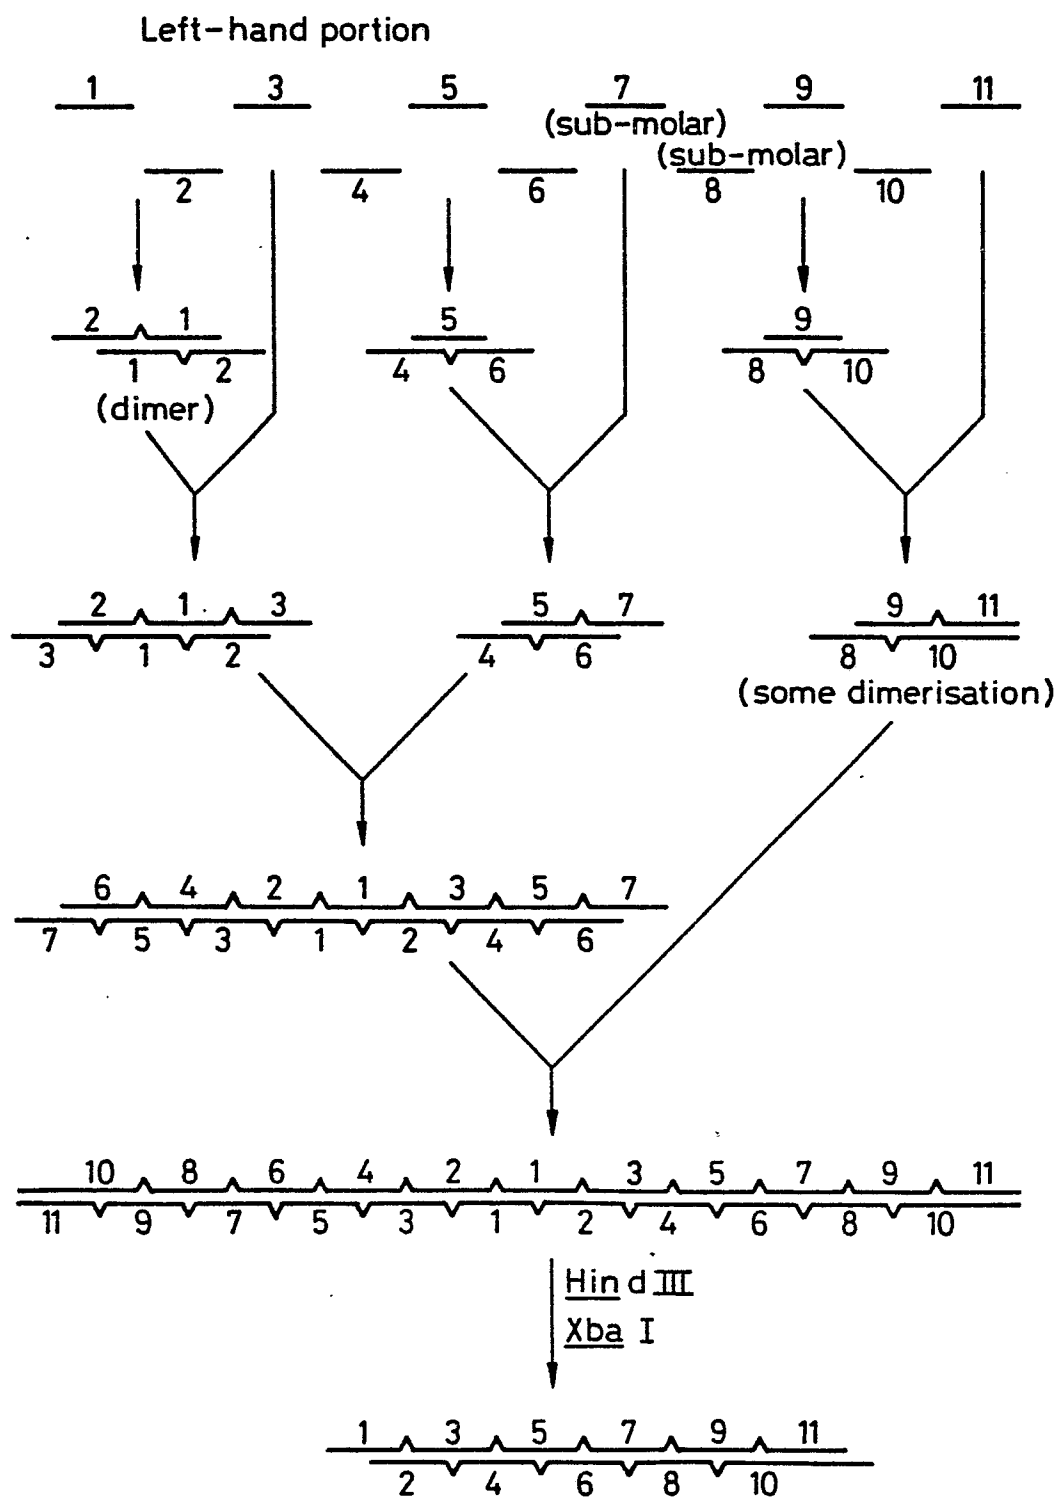 Left-hand portion
1 3 5 7 9 11
(sub-molar)
(sub-molar)
2 4 6 8 10
2 1 5 9
1 2 4 6 8 10
(dimer)
2 1 3 5 7 9 11
3 1 2 4 6 8 10
(some dimerisation)
6 4 2 1 3 5 7
7 5 3 1 2 4 6
10 8 6 4 2 1 3 5 7 9 11
11 9 7 5 3 1 2 4 6 8 10
Hin d III
Xba I
1 3 5 7 9 11
2 4 6 8 10